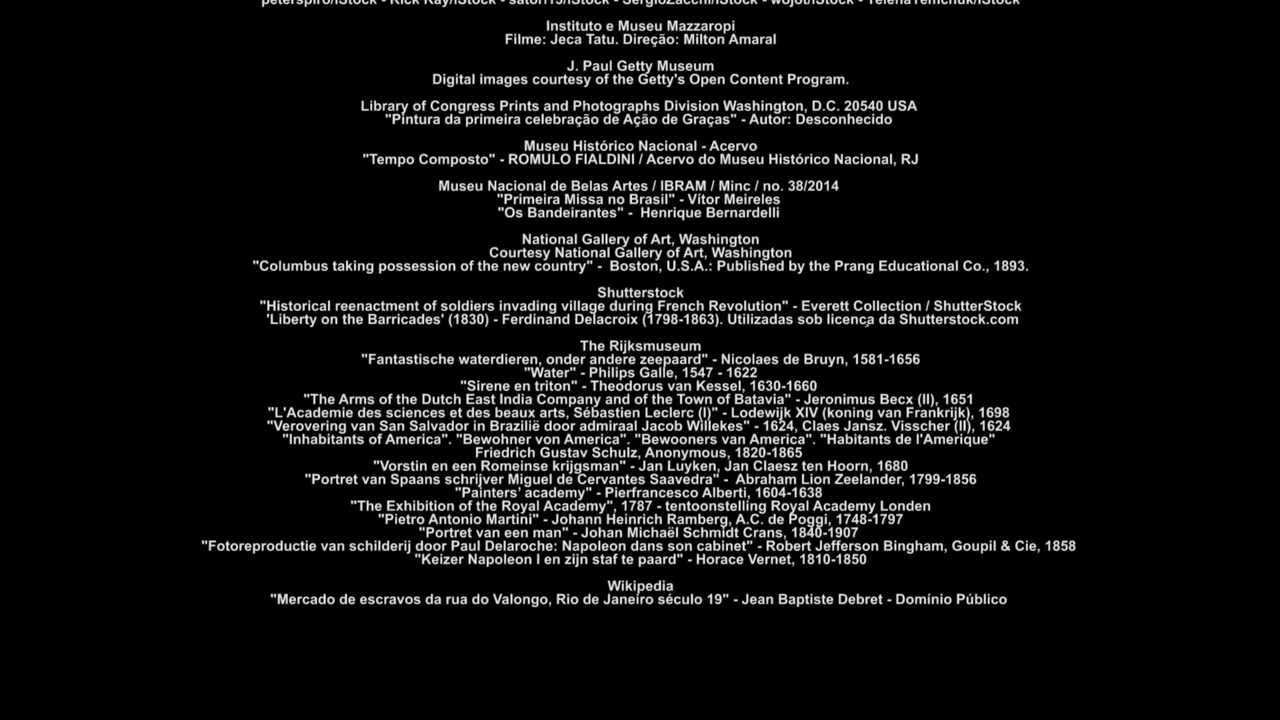 peterspiro/iStock - Rick Ray/iStock - satori13/iStock - SergioZacchi/iStock - wojot/iStock - YelenaYemchuk/iStock
Instituto e Museu Mazzaropi
Filme: Jeca Tatu. Direção: Milton Amaral
J. Paul Getty Museum
Digital images courtesy of the Getty's Open Content Program.
Library of Congress Prints and Photographs Division Washington, D.C. 20540 USA
"Pintura da primeira celebração de Ação de Graças" - Autor: Desconhecido
Museu Histórico Nacional - Acervo
"Tempo Composto" - ROMULO FIALDINI / Acervo do Museu Histórico Nacional, RJ
Museu Nacional de Belas Artes / IBRAM / Minc / no. 38/2014
"Primeira Missa no Brasil" - Vítor Meireles
"Os Bandeirantes" -  Henrique Bernardelli
National Gallery of Art, Washington
Courtesy National Gallery of Art, Washington
"Columbus taking possession of the new country" -  Boston, U.S.A.: Published by the Prang Educational Co., 1893.
Shutterstock
"Historical reenactment of soldiers invading village during French Revolution" - Everett Collection / ShutterStock
'Liberty on the Barricades' (1830) - Ferdinand Delacroix (1798-1863). Utilizadas sob licença da Shutterstock.com
The Rijksmuseum
"Fantastische waterdieren, onder andere zeepaard" - Nicolaes de Bruyn, 1581-1656
"Water" - Philips Galle, 1547 - 1622
"Sirene en triton" - Theodorus van Kessel, 1630-1660
"The Arms of the Dutch East India Company and of the Town of Batavia" - Jeronimus Becx (II), 1651
"L'Academie des sciences et des beaux arts, Sébastien Leclerc (I)" - Lodewijk XIV (koning van Frankrijk), 1698
"Verovering van San Salvador in Brazilië door admiraal Jacob Willekes" - 1624, Claes Jansz. Visscher (II), 1624
"Inhabitants of America". "Bewohner von America". "Bewooners van America". "Habitants de l'Amerique"
Friedrich Gustav Schulz, Anonymous, 1820-1865
"Vorstin en een Romeinse krijgsman" - Jan Luyken, Jan Claesz ten Hoorn, 1680
"Portret van Spaans schrijver Miguel de Cervantes Saavedra" -  Abraham Lion Zeelander, 1799-1856
"Painters' academy" - Pierfrancesco Alberti, 1604-1638
"The Exhibition of the Royal Academy", 1787 - tentoonstelling Royal Academy Londen
"Pietro Antonio Martini" - Johann Heinrich Ramberg, A.C. de Poggi, 1748-1797
"Portret van een man" - Johan Michaël Schmidt Crans, 1840-1907
"Fotoreproductie van schilderij door Paul Delaroche: Napoleon dans son cabinet" - Robert Jefferson Bingham, Goupil & Cie, 1858
"Keizer Napoleon I en zijn staf te paard" - Horace Vernet, 1810-1850
Wikipedia
"Mercado de escravos da rua do Valongo, Rio de Janeiro século 19" - Jean Baptiste Debret - Domínio Público